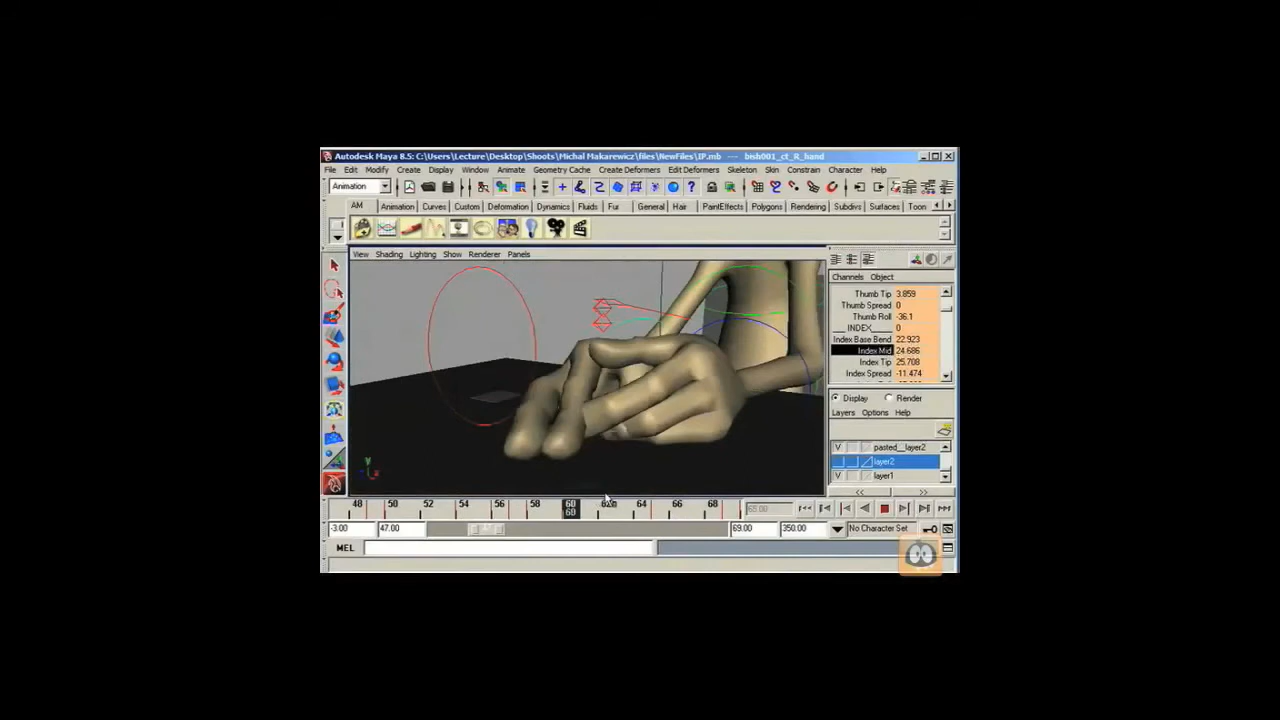 Autodesk Maya 8.5: C:\Users\Lecture\Desktop\Shoots\Michal Makarewicz\files\NewFiles\IP.mb --- bish001_ct_R_hand
File Edit Modify Create Display Window Animate Geometry Cache Create Deformers Edit Deformers Skeleton Skin Constrain Character Help
Animation
AM Animation Curves Custom Deformation Dynamics Fluids Fur General Hair PaintEffects Polygons Rendering Subdivs Surfaces Toon
View Shading Lighting Show Renderer Panels
Channels Object
Thumb Tip 3.859
Thumb Spread 0
Thumb Roll -36.1
__INDEX___ 0
Index Base Bend 22.923
Index Mid 24.686
Index Tip 25.708
Index Spread -11.474
Display Render
Layers Options Help
V pasted__layer2
layer2
V layer1
y
48 50 52 54 56 58 60 62 64 66 68
60
-3.00 47.00 69.00 350.00 No Character Set
MEL